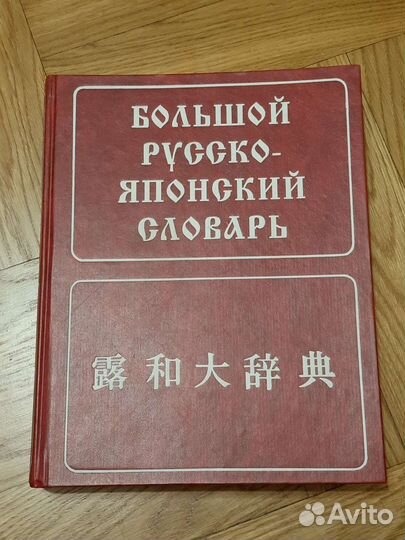 БОЛЬШОЙ
РУССКО-
ЯПОНСКИЙ
СЛОВАРЬ
露和大辞典
Avito